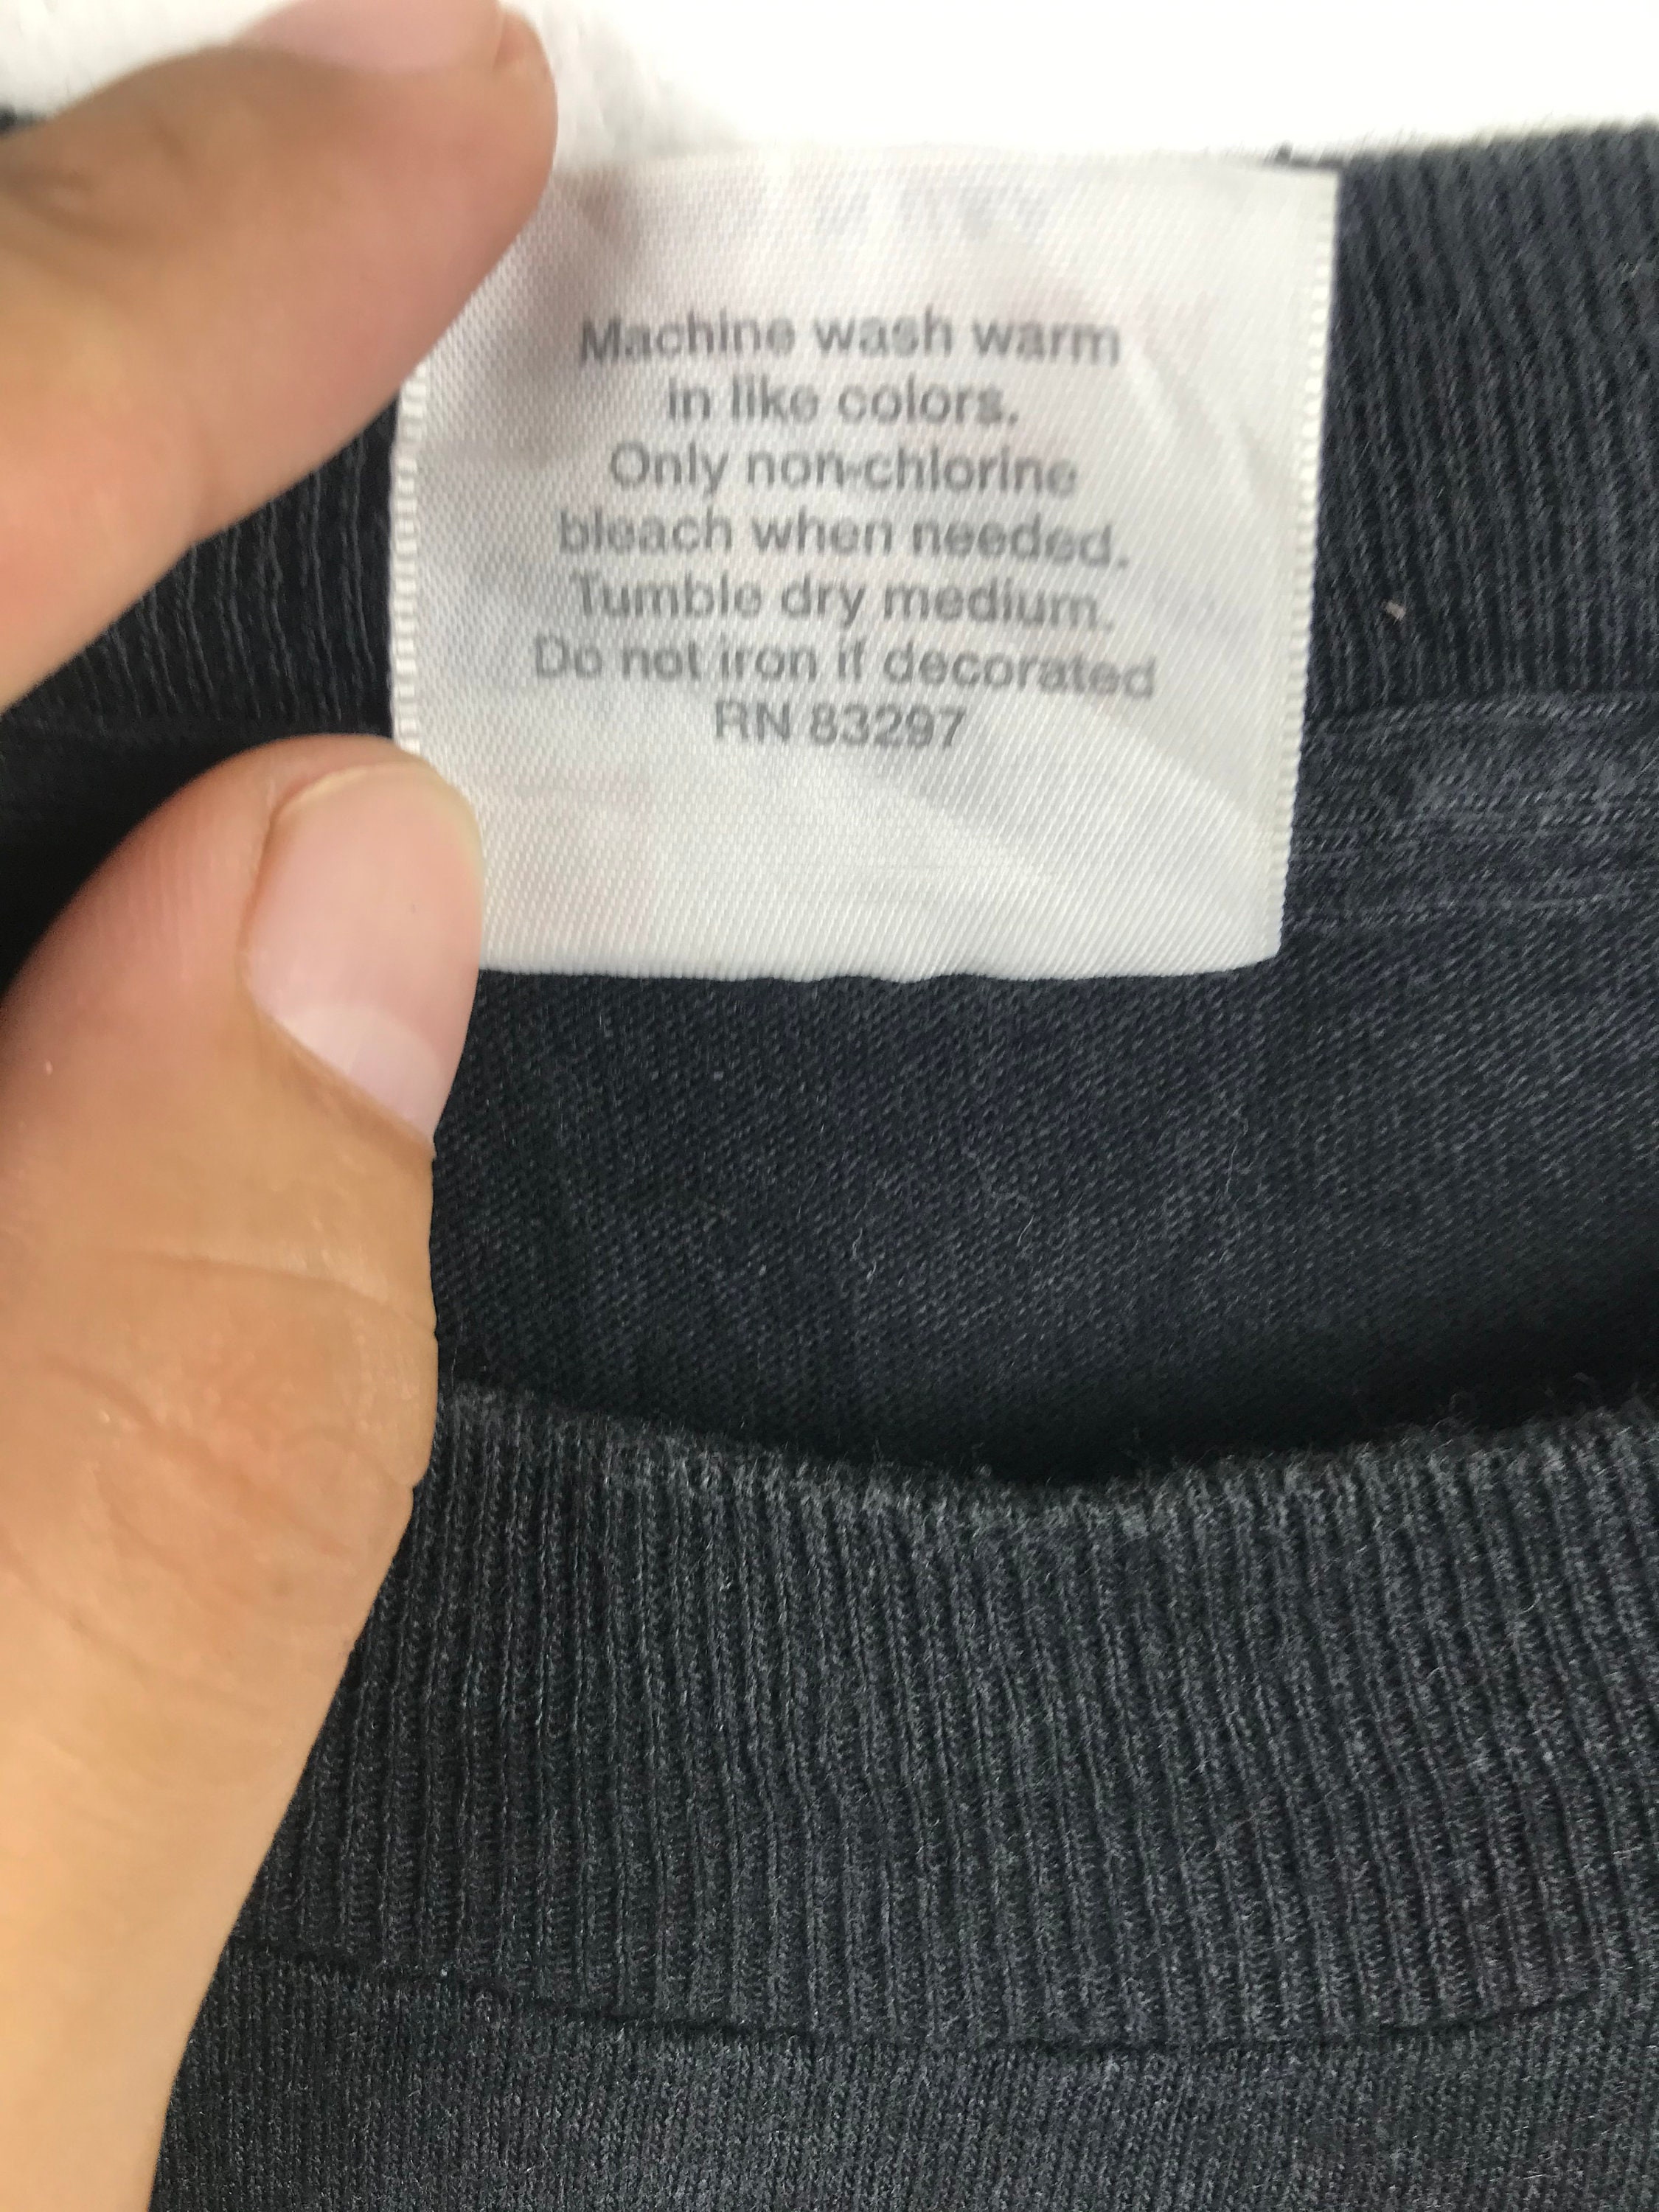 Machine wash warm
in like colors.
Only non-chlorine
bleach when needed.
Tumble dry medium.
Do not iron if decorated
RN 83297